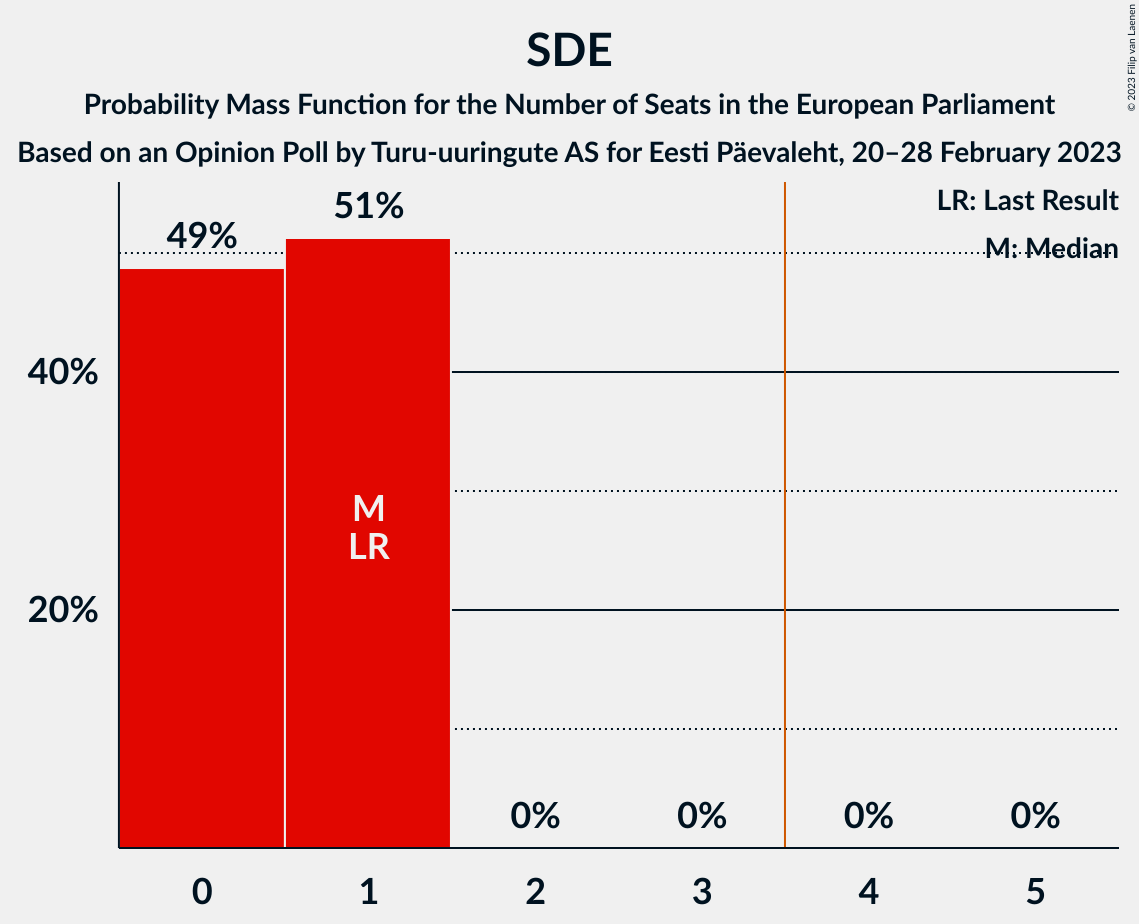 SDE
Probability Mass Function for the Number of Seats in the European Parliament
Based on an Opinion Poll by Turu-uuringute AS for Eesti Päevaleht, 20–28 February 2023
© 2023 Filip van Laenen
LR: Last Result
M: Median
49%
51%
40%
20%
M
LR
0%
0%
0%
0%
0
1
2
3
4
5